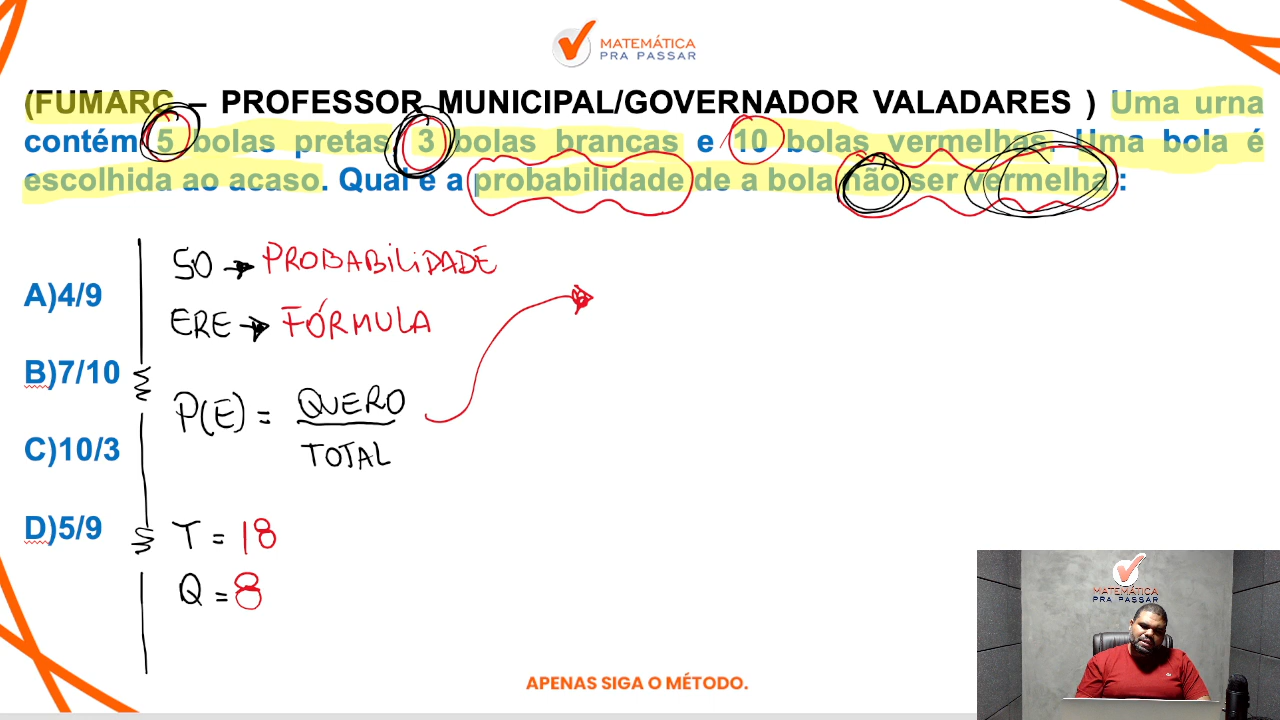 MATEMÁTICA
PRA PASSAR
(FUMARC – PROFESSOR MUNICIPAL/GOVERNADOR VALADARES ) Uma urna
contém 5 bolas pretas, 3 bolas brancas e 10 bolas vermelhas. Uma bola é
escolhida ao acaso. Qual é a probabilidade de a bola não ser vermelha :
SO → PROBABILIDADE
A)4/9
ERE → FÓRMULA
B)7/10
P(E) = QUERO
TOTAL
C)10/3
D)5/9
T = 18
Q = 8
MATEMÁTICA
PRA PASSAR
APENAS SIGA O MÉTODO.